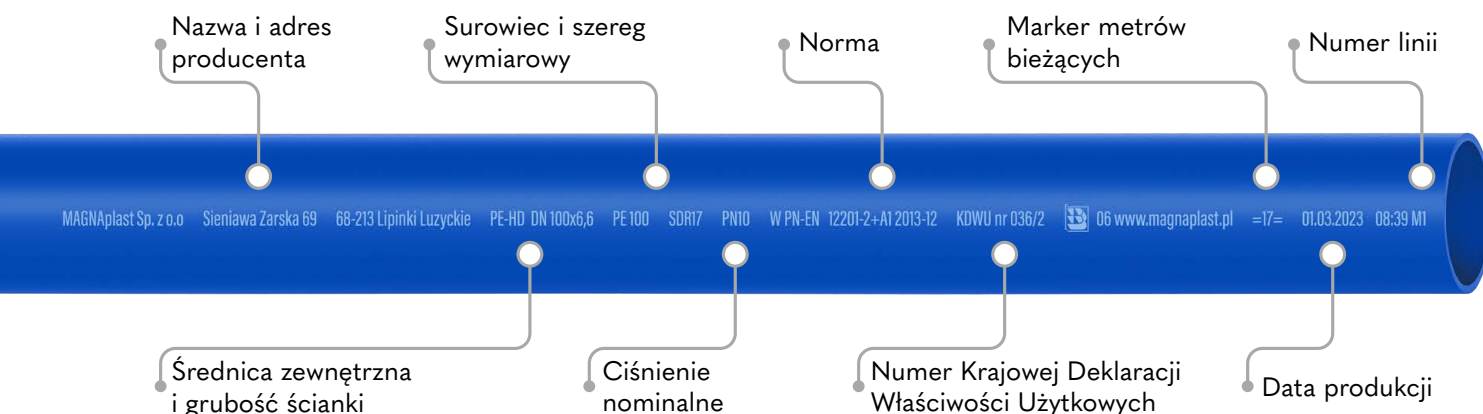 Nazwa i adres
producenta
Surowiec i szereg
wymiarowy
Norma
Marker metrów
bieżących
Numer linii
MAGNAplast Sp. z o.o Sieniawa Zarska 69 68-213 Lipinki Luzyckie PE-HD DN 100x6,6 PE 100 SDR17 PN10 W PN-EN 12201-2+A1 2013-12 KDWU nr 036/2 B 06 www.magnaplast.pl =17= 01.03.2023 08:39 M1
Średnica zewnętrzna
i grubość ścianki
Ciśnienie
nominalne
Numer Krajowej Deklaracji
Właściwości Użytkowych
Data produkcji